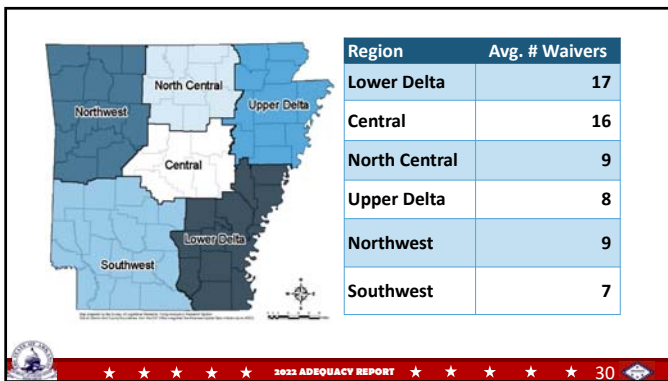 North Central
Northwest
Upper Delta
Central
Lower Delta
Southwest
Region Avg. # Waivers
Lower Delta 17
Central 16
North Central 9
Upper Delta 8
Northwest 9
Southwest 7
2022 ADEQUACY REPORT 30